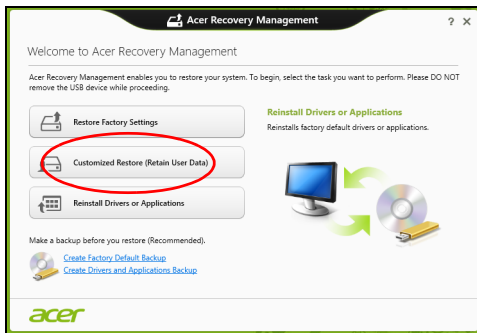 Acer Recovery Management
? X
Welcome to Acer Recovery Management
Acer Recovery Management enables you to restore your system. To begin, select the task you want to perform. Please DO NOT
remove the USB device while proceeding.
Restore Factory Settings
Customized Restore (Retain User Data)
Reinstall Drivers or Applications
Reinstall Drivers or Applications
Reinstalls factory default drivers or applications.
Make a backup before you restore (Recommended).
Create Factory Default Backup
Create Drivers and Applications Backup
acer